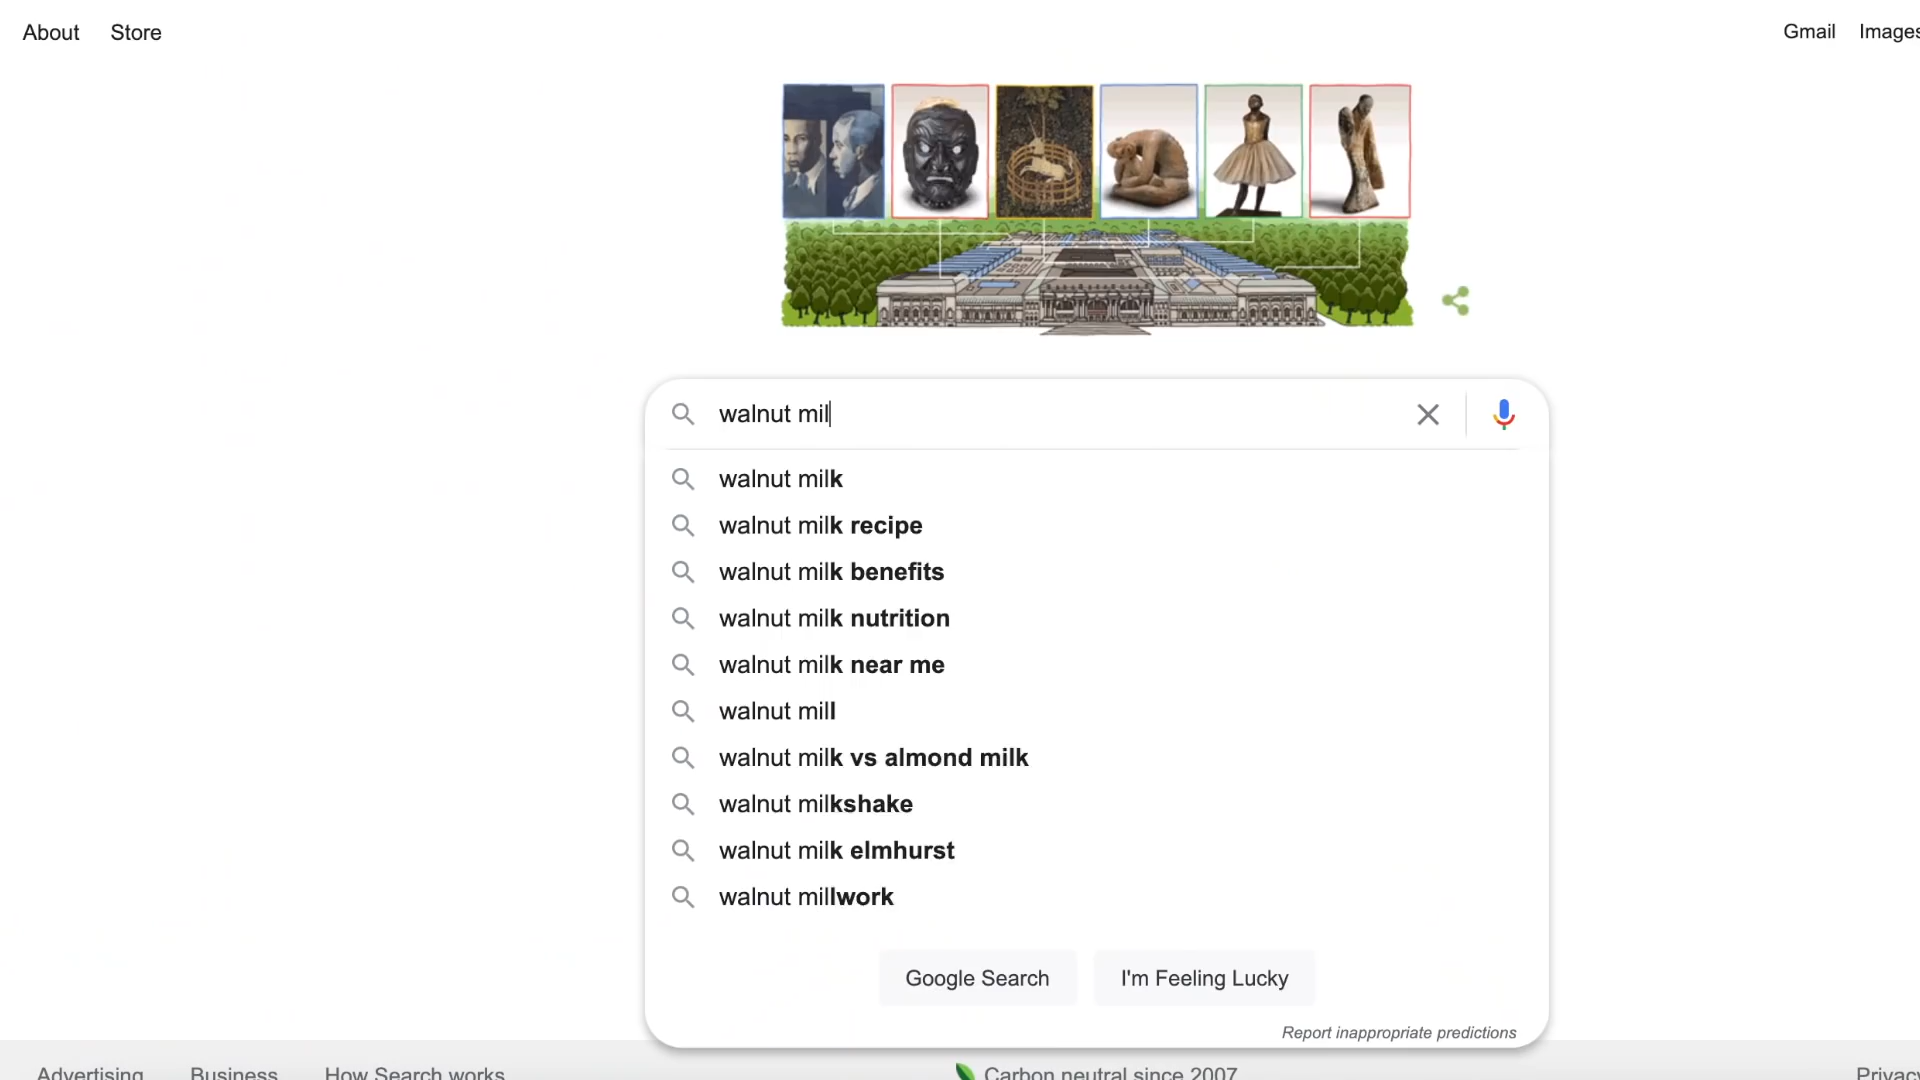 About Store
Gmail Images
walnut mil
walnut milk
walnut milk recipe
walnut milk benefits
walnut milk nutrition
walnut milk near me
walnut mill
walnut milk vs almond milk
walnut milkshake
walnut milk elmhurst
walnut millwork
Google Search I'm Feeling Lucky
Report inappropriate predictions
Advertising Business How Search works Carbon neutral since 2007 Privacy